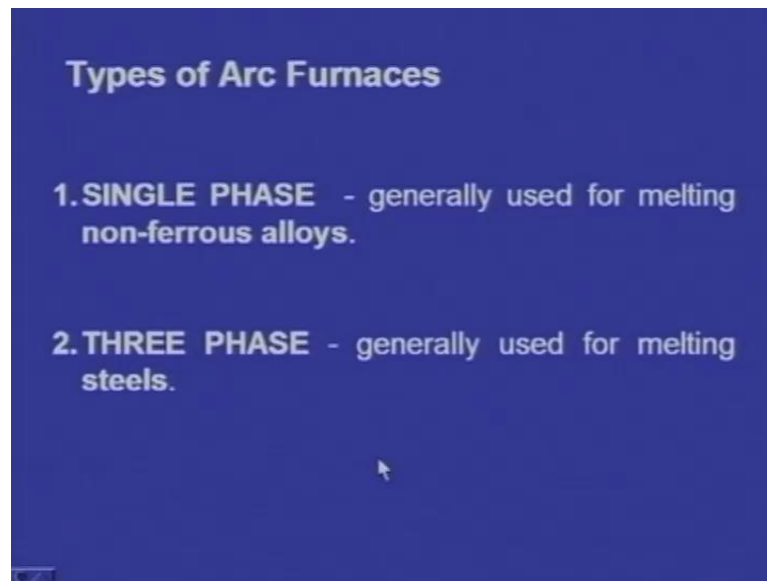 Types of Arc Furnaces
1. SINGLE PHASE - generally used for melting
non-ferrous alloys.
2. THREE PHASE - generally used for melting
steels.